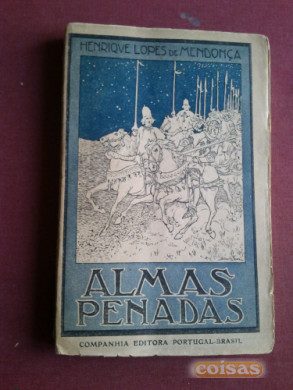 HENRIQUE LOPES DE MENDONÇA
ALMAS
PENADAS
COMPANHIA EDITORA PORTUGAL-BRASIL
coisas